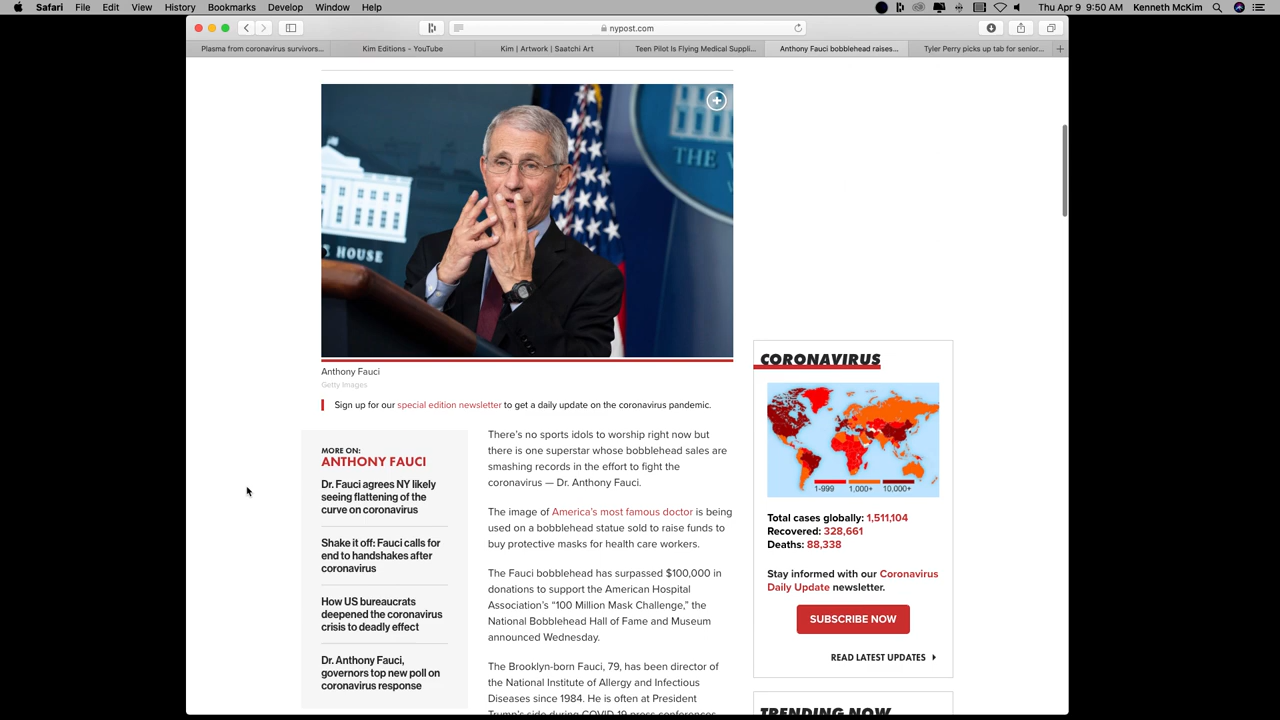 Safari File Edit View History Bookmarks Develop Window Help Thu Apr 9 9:50 AM Kenneth McKim
nypost.com
Plasma from coronavirus survivors... Kim Editions - YouTube Kim | Artwork | Saatchi Art Teen Pilot Is Flying Medical Suppli... Anthony Fauci bobblehead raises... Tyler Perry picks up tab for senior...
THE
HOUSE
Anthony Fauci
Getty Images
Sign up for our special edition newsletter to get a daily update on the coronavirus pandemic.
MORE ON:
ANTHONY FAUCI
Dr. Fauci agrees NY likely
seeing flattening of the
curve on coronavirus
Shake it off: Fauci calls for
end to handshakes after
coronavirus
How US bureaucrats
deepened the coronavirus
crisis to deadly effect
Dr. Anthony Fauci,
governors top new poll on
coronavirus response
There's no sports idols to worship right now but
there is one superstar whose bobblehead sales are
smashing records in the effort to fight the
coronavirus — Dr. Anthony Fauci.
The image of America's most famous doctor is being
used on a bobblehead statue sold to raise funds to
buy protective masks for health care workers.
The Fauci bobblehead has surpassed $100,000 in
donations to support the American Hospital
Association's "100 Million Mask Challenge," the
National Bobblehead Hall of Fame and Museum
announced Wednesday.
The Brooklyn-born Fauci, 79, has been director of
the National Institute of Allergy and Infectious
Diseases since 1984. He is often at President
Trump's side during COVID-19 press conferences
CORONAVIRUS
1-999 1,000+ 10,000+
Total cases globally: 1,511,104
Recovered: 328,661
Deaths: 88,338
Stay informed with our Coronavirus
Daily Update newsletter.
SUBSCRIBE NOW
READ LATEST UPDATES
TRENDING NOW